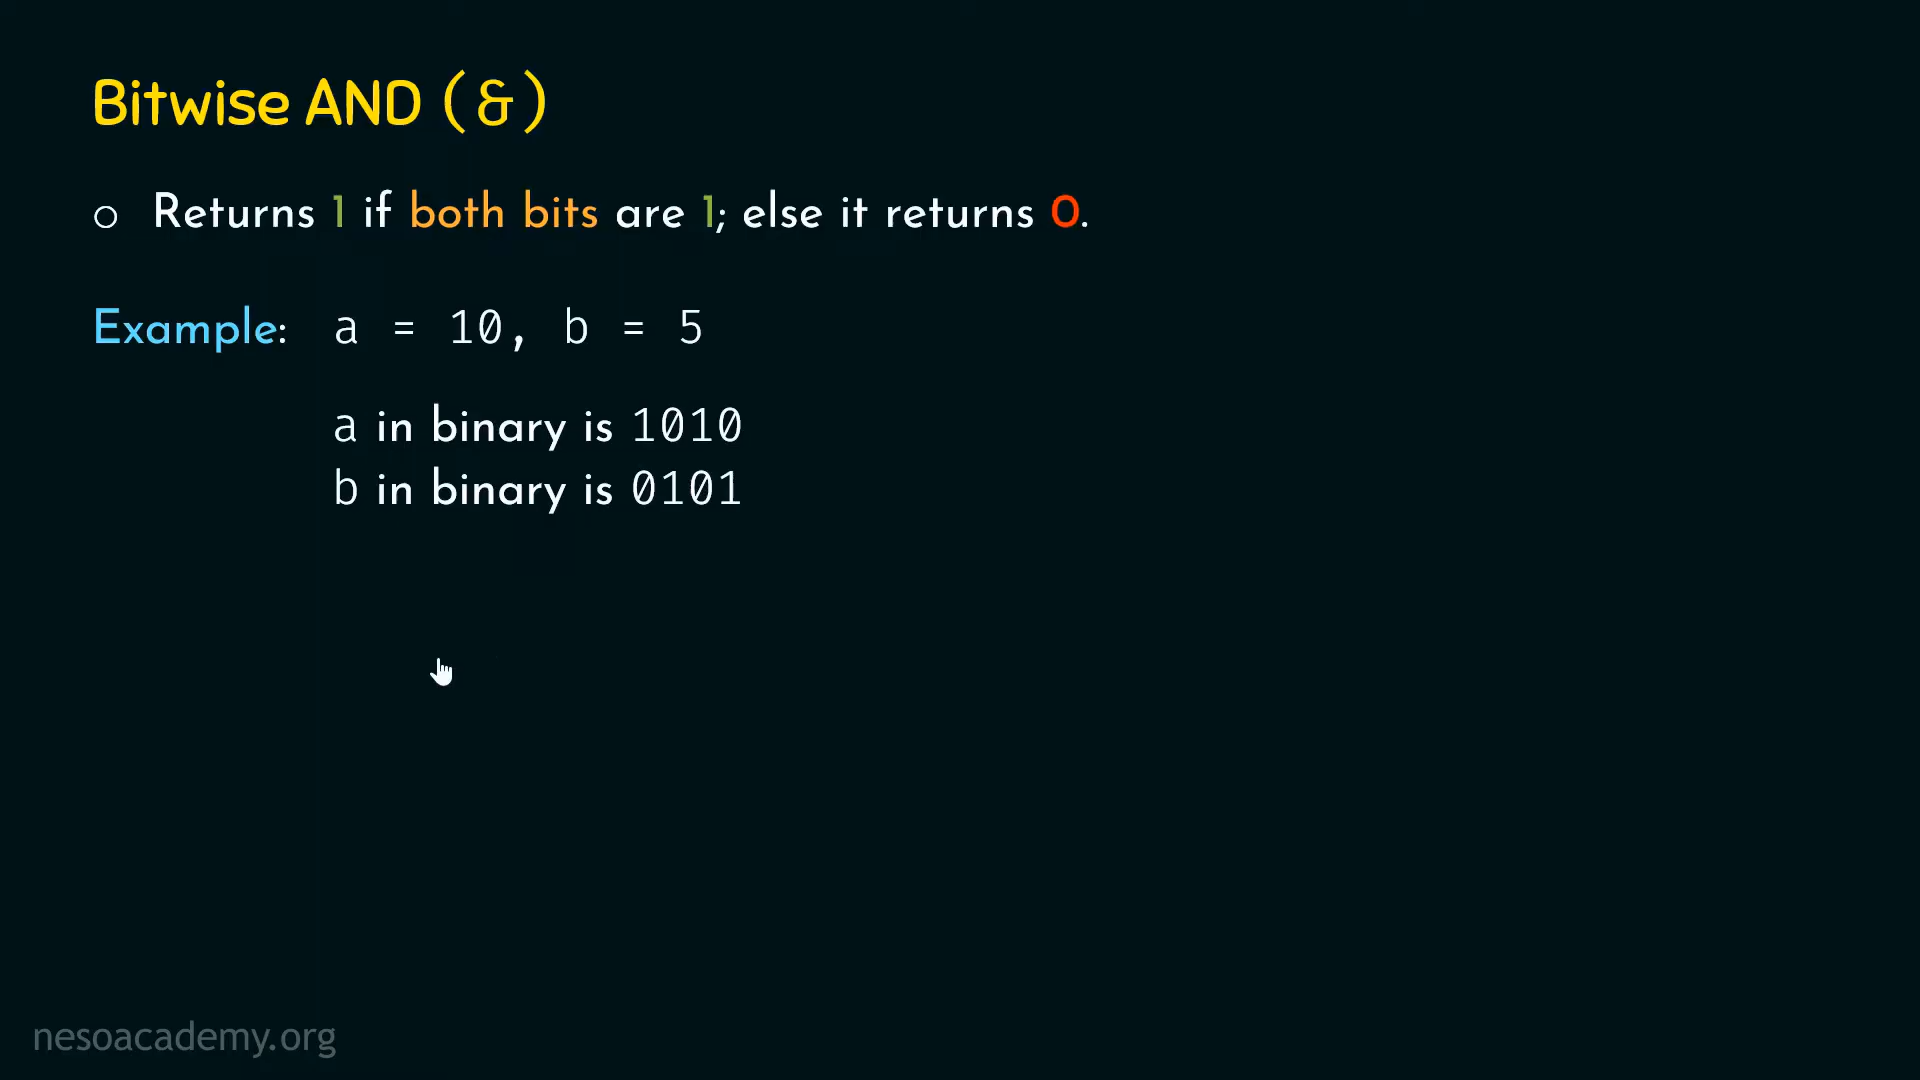 Bitwise AND (&)
Returns 1 if both bits are 1; else it returns 0.
Example: a = 10, b = 5
a in binary is 1010
b in binary is 0101
nesoacademy.org